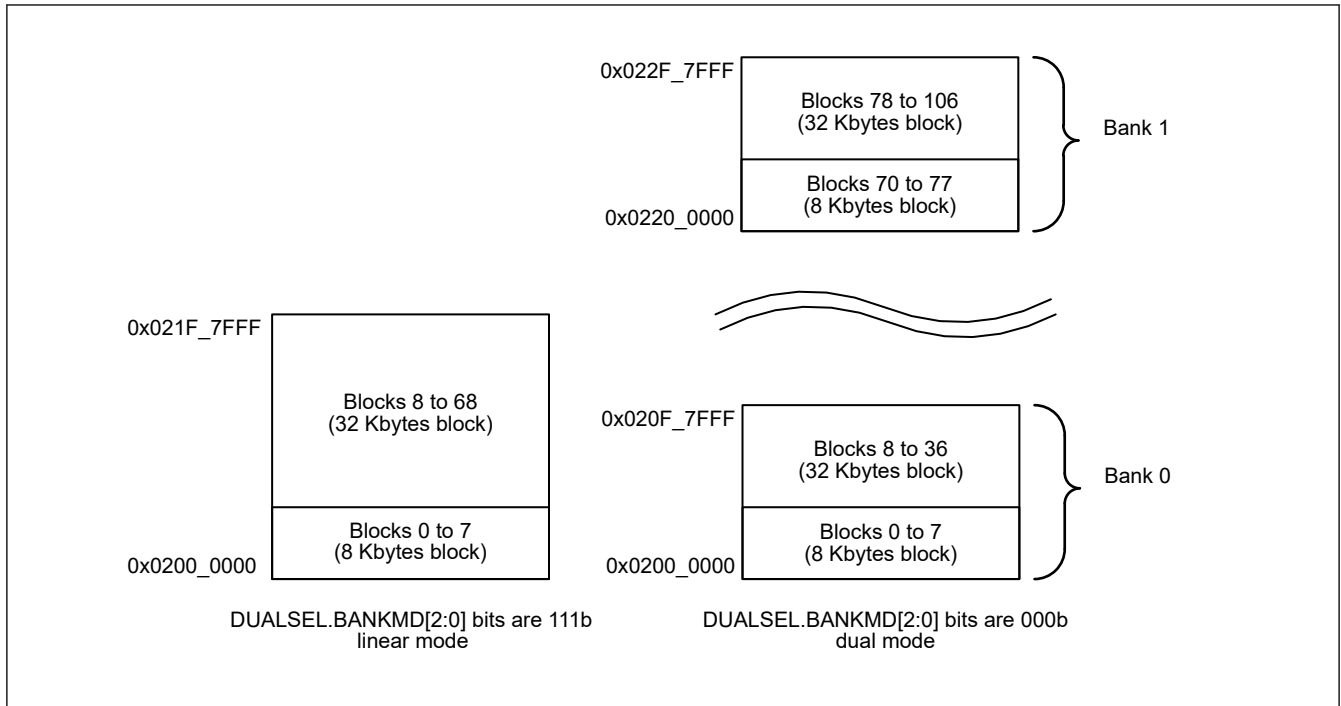 0x022F_7FFF
Blocks 78 to 106
(32 Kbytes block)
Bank 1
Blocks 70 to 77
(8 Kbytes block)
0x0220_0000
0x021F_7FFF
Blocks 8 to 68
(32 Kbytes block)
Blocks 0 to 7
(8 Kbytes block)
0x0200_0000
DUALSEL.BANKMD[2:0] bits are 111b
linear mode
0x020F_7FFF
Blocks 8 to 36
(32 Kbytes block)
Bank 0
Blocks 0 to 7
(8 Kbytes block)
0x0200_0000
DUALSEL.BANKMD[2:0] bits are 000b
dual mode